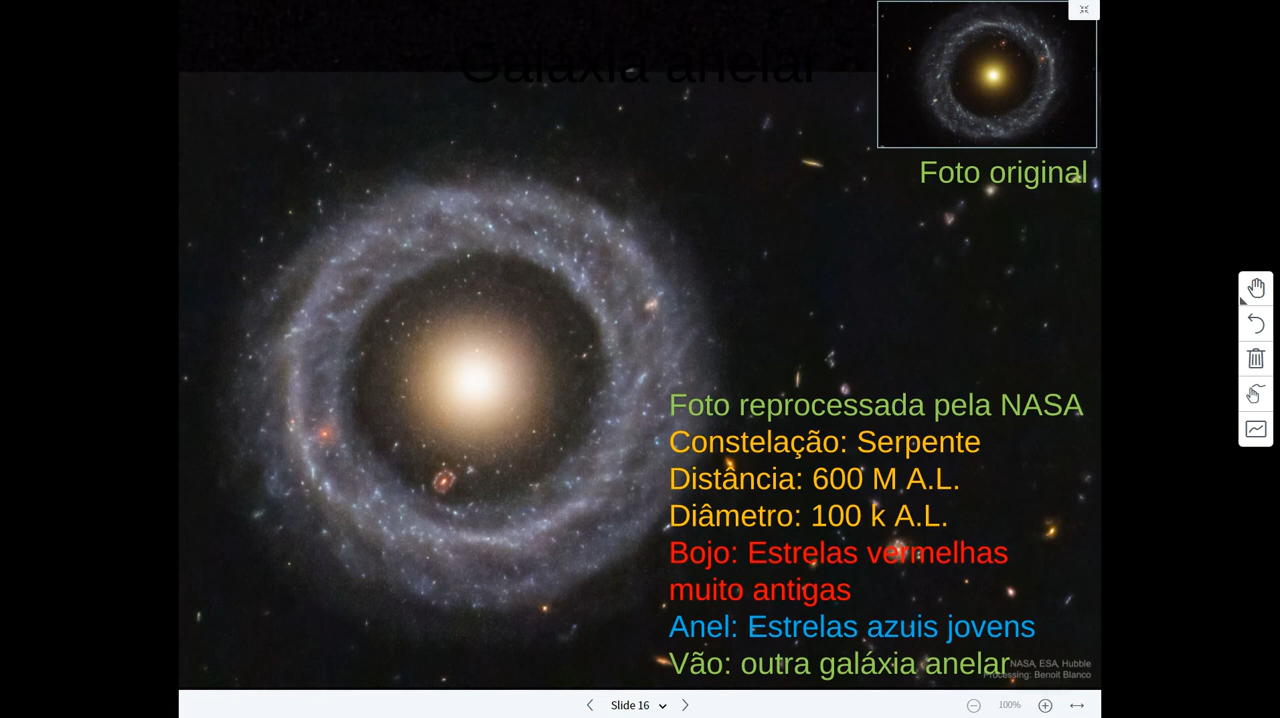 Galáxia anelar
Foto original
Foto reprocessada pela NASA
Constelação: Serpente
Distância: 600 M A.L.
Diâmetro: 100 k A.L.
Bojo: Estrelas vermelhas
muito antigas
Anel: Estrelas azuis jovens
Vão: outra galáxia anelar
NASA, ESA, Hubble
Processing: Benoit Blanco
Slide 16
100%